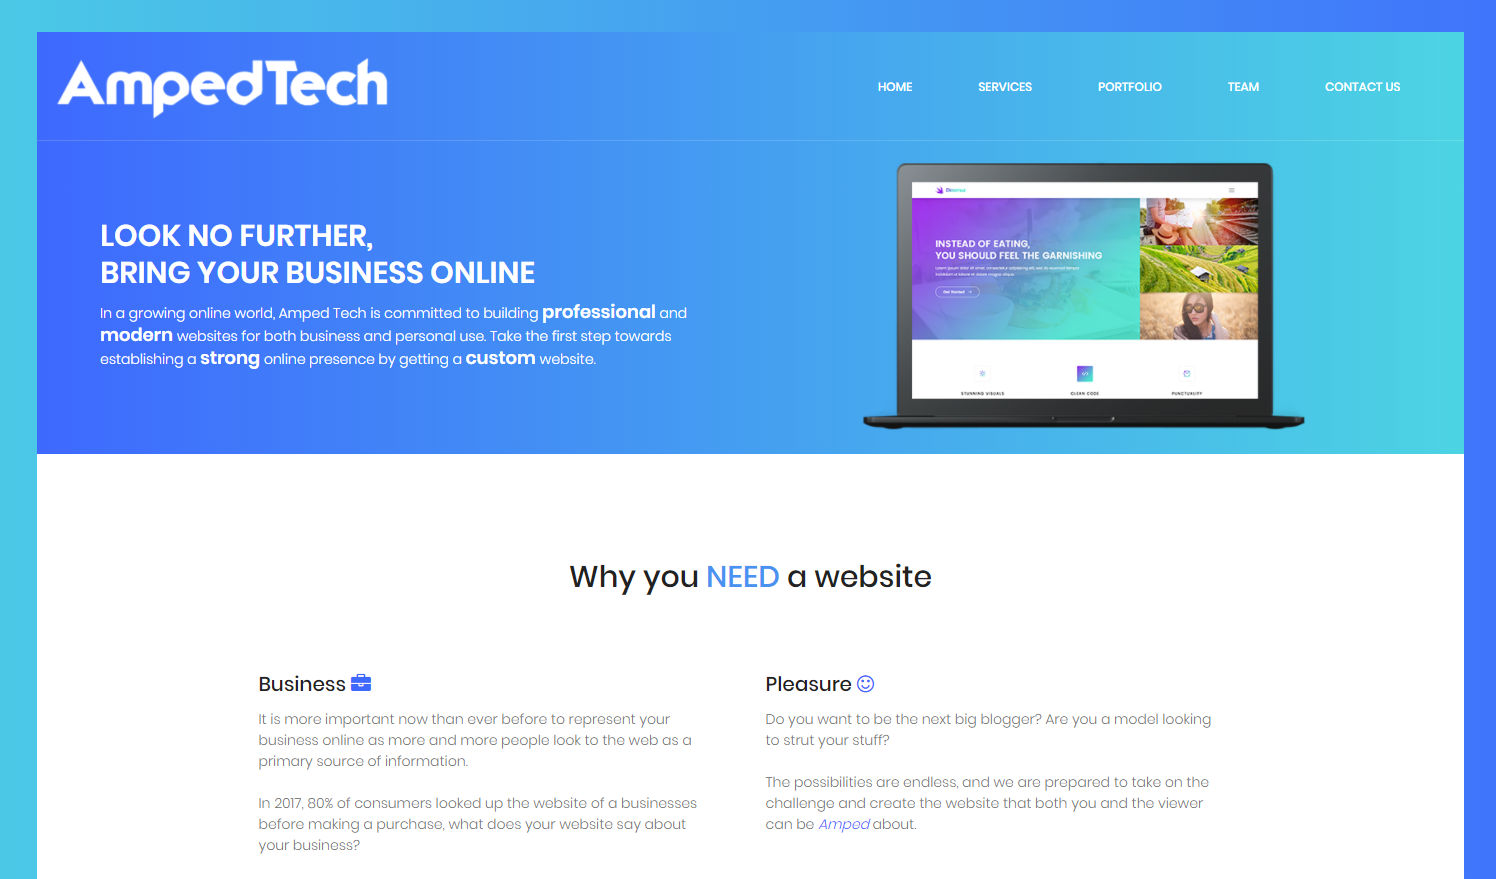 AmpedTech
HOME
SERVICES
PORTFOLIO
TEAM
CONTACT US
LOOK NO FURTHER,
BRING YOUR BUSINESS ONLINE
In a growing online world, Amped Tech is committed to building professional and
modern websites for both business and personal use. Take the first step towards
establishing a strong online presence by getting a custom website.
INSTEAD OF EATING,
YOU SHOULD FEEL THE GARNISHING
Get Started
STUNNING VISUALS
CLEAN CODE
PUNCTUALITY
Why you NEED a website
Business
It is more important now than ever before to represent your
business online as more and more people look to the web as a
primary source of information.
In 2017, 80% of consumers looked up the website of a businesses
before making a purchase, what does your website say about
your business?
Pleasure
Do you want to be the next big blogger? Are you a model looking
to strut your stuff?
The possibilities are endless, and we are prepared to take on the
challenge and create the website that both you and the viewer
can be Amped about.